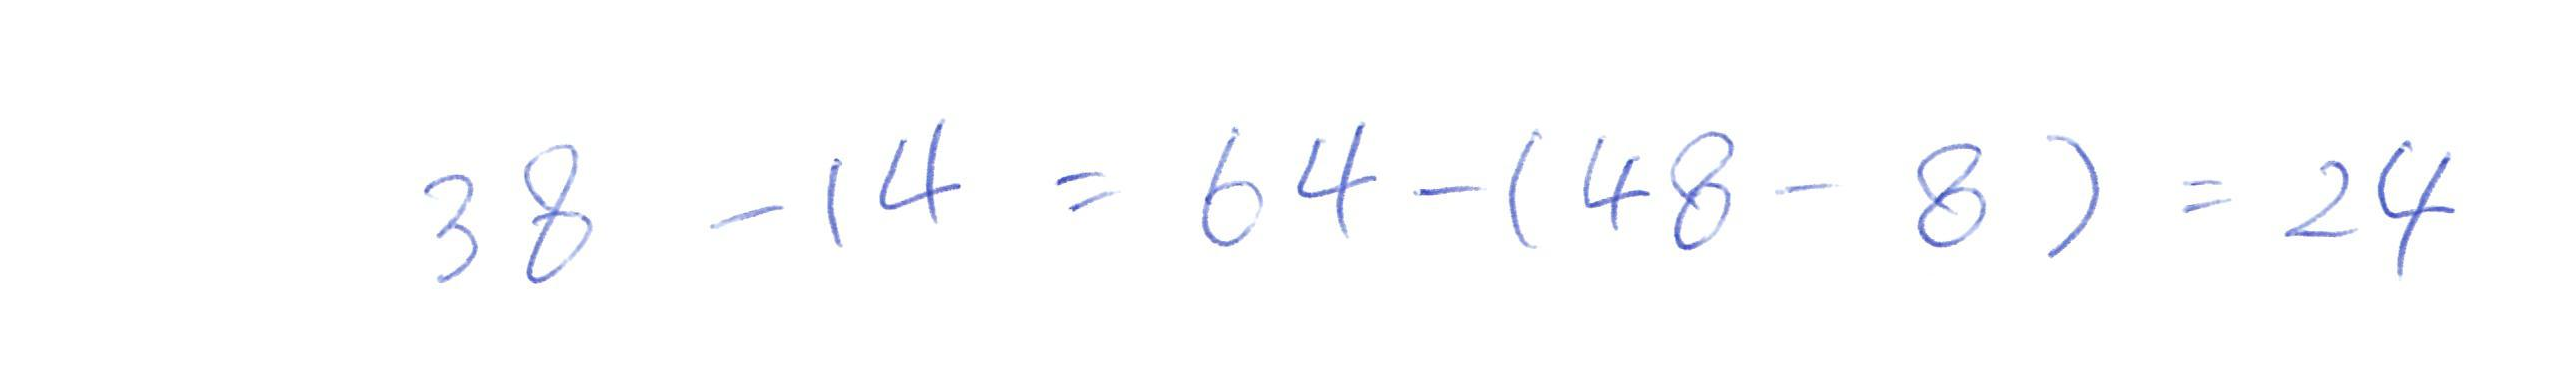 38 - 14 = 64 - (48 - 8) = 24